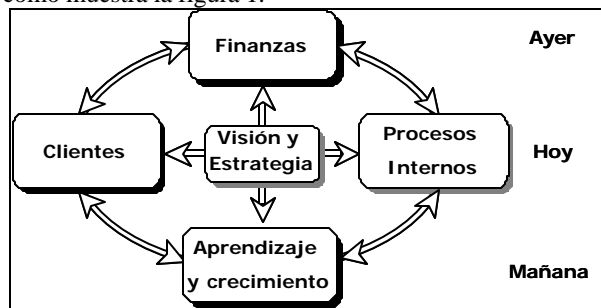 como muestra la figura 1.
Finanzas
Ayer
Clientes
Visión y
Estrategia
Procesos
Internos
Hoy
Aprendizaje
y crecimiento
Mañana